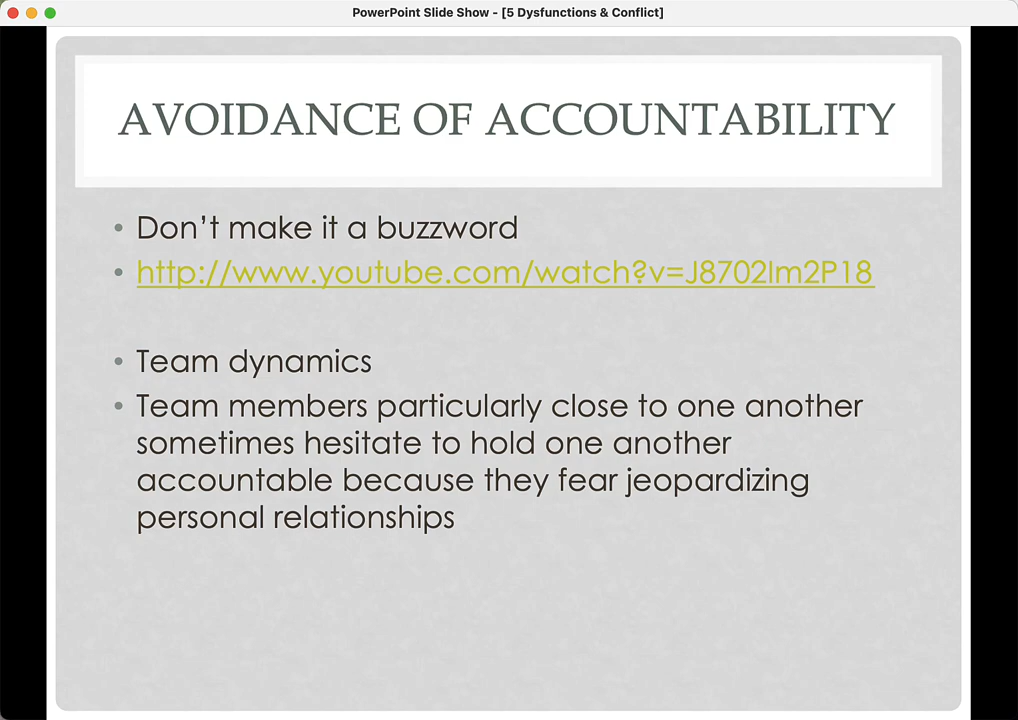 PowerPoint Slide Show - [5 Dysfunctions & Conflict]
AVOIDANCE OF ACCOUNTABILITY
• Don’t make it a buzzword
• http://www.youtube.com/watch?v=J8702Im2P18
• Team dynamics
• Team members particularly close to one another
sometimes hesitate to hold one another
accountable because they fear jeopardizing
personal relationships